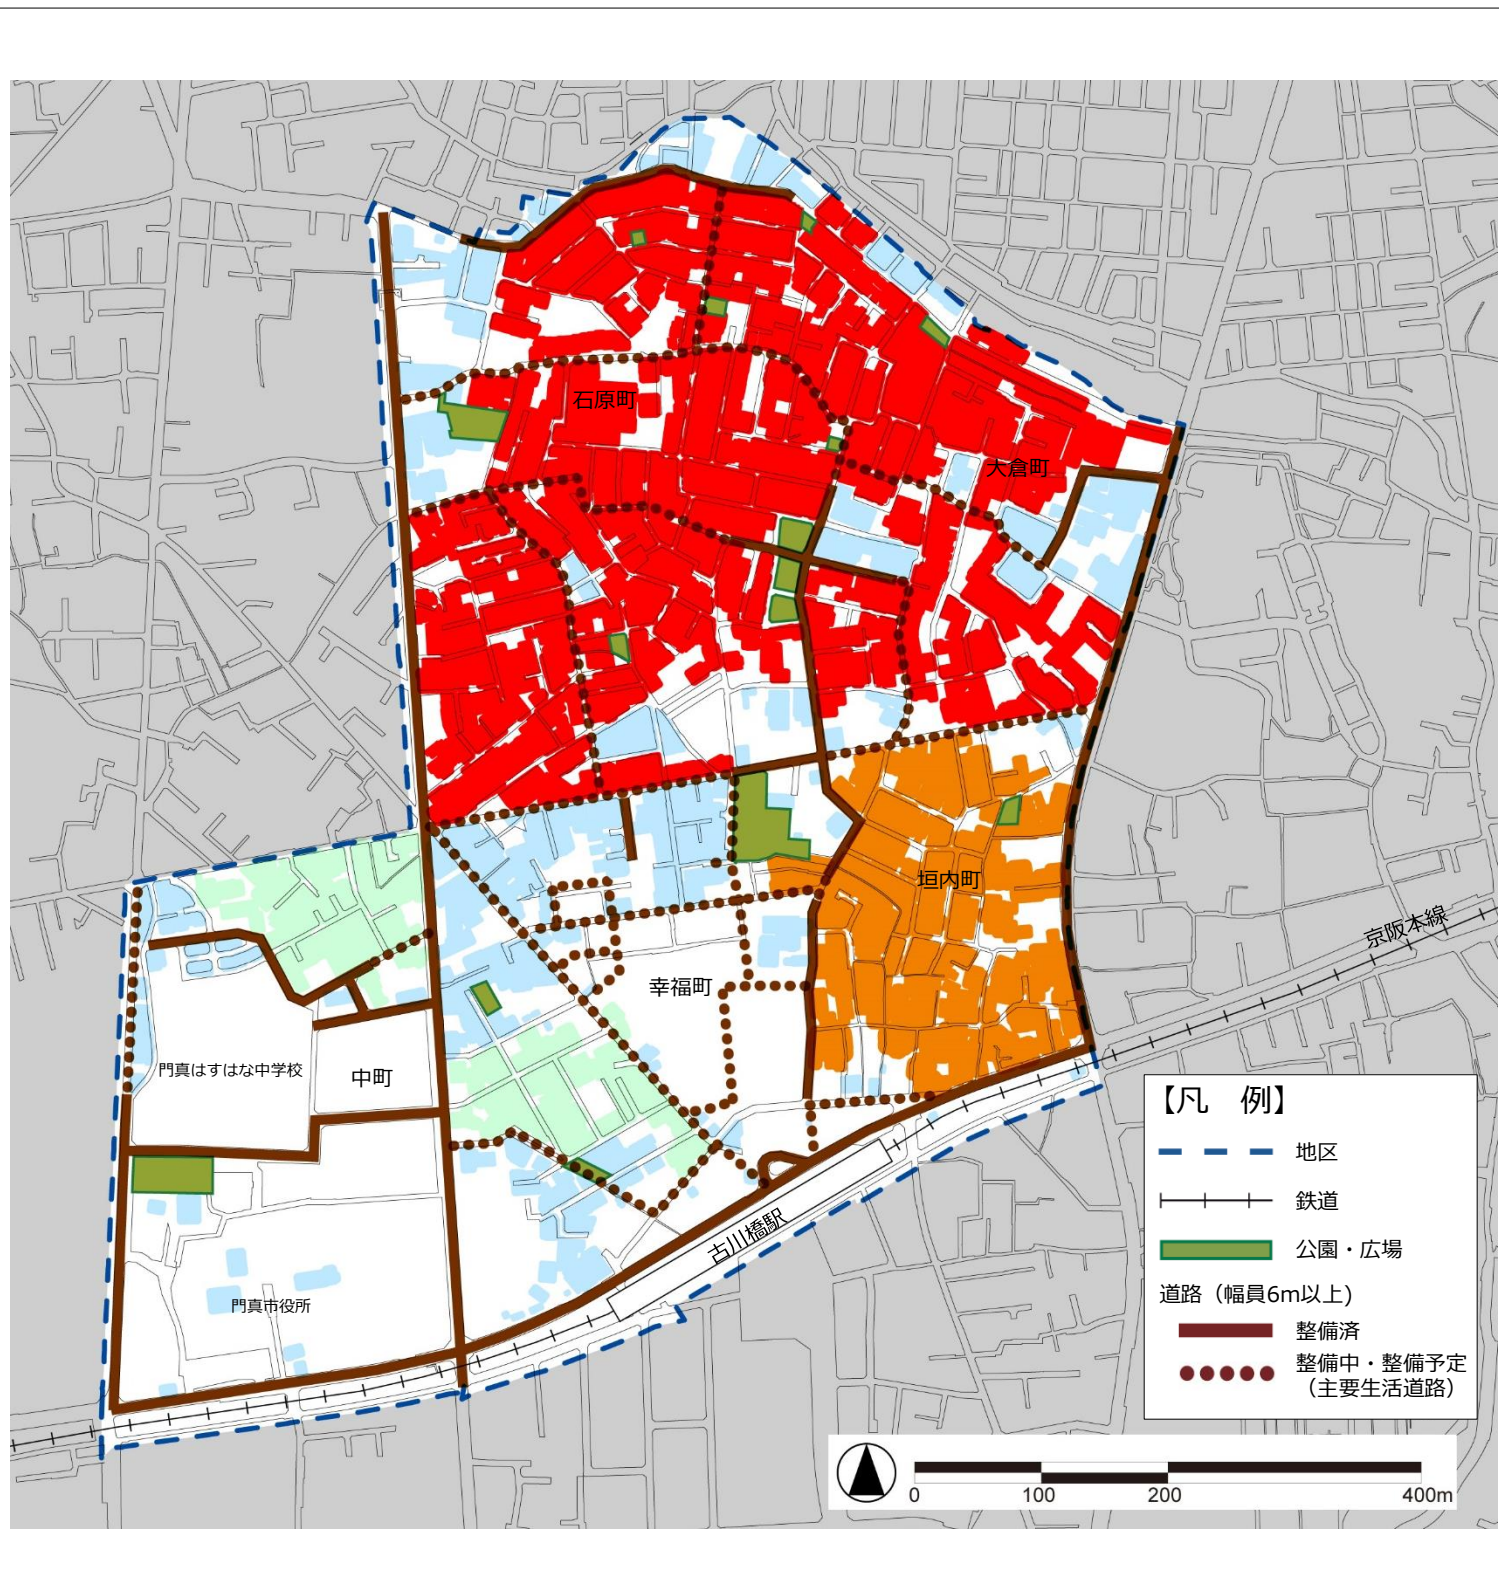 石原町
大倉町
垣内町
京阪本線
幸福町
門真はすはな中学校
中町
古川橋駅
門真市役所
【凡　例】
地区
鉄道
公園・広場
道路（幅員6m以上)
整備済
整備中・整備予定
（主要生活道路）
0 100 200 400m